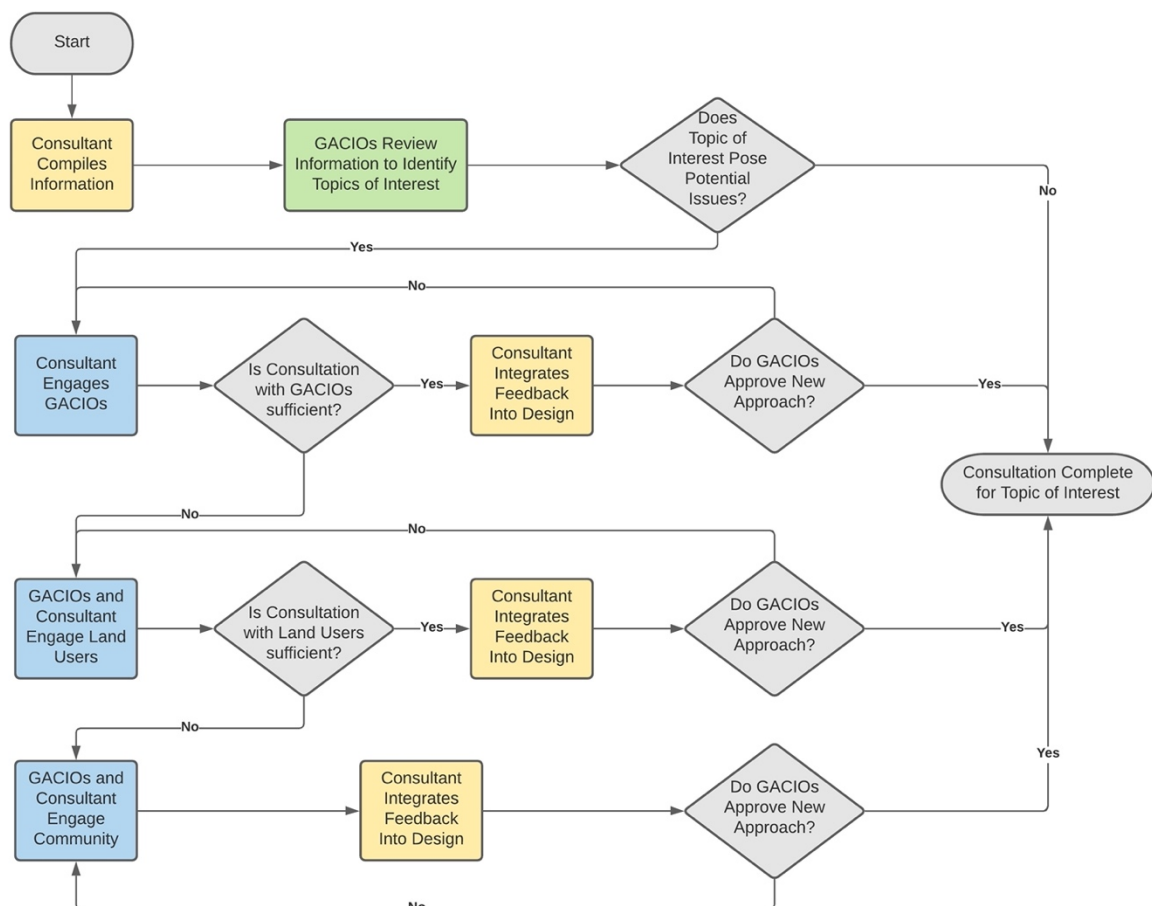 Start
Consultant
Compiles
Information
GACIOs Review
Information to Identify
Topics of Interest
Does
Topic of
Interest Pose
Potential
Issues?
No
Yes
No
Consultant
Engages
GACIOs
Is Consultation
with GACIOs
sufficient?
Yes
Consultant
Integrates
Feedback
Into Design
Do GACIOs
Approve New
Approach?
Yes
Consultation Complete
for Topic of Interest
No
No
GACIOs and
Consultant
Engage Land
Users
Is Consultation
with Land Users
sufficient?
Yes
Consultant
Integrates
Feedback
Into Design
Do GACIOs
Approve New
Approach?
Yes
No
Yes
GACIOs and
Consultant
Engage
Community
Consultant
Integrates
Feedback
Into Design
Do GACIOs
Approve New
Approach?
No